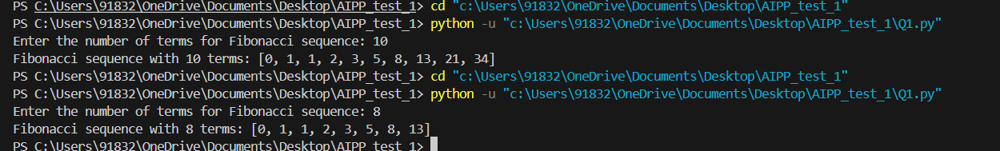 PS C:\Users\91832\OneDrive\Documents\Desktop\AIPP_test_1> cd "c:\Users\91832\OneDrive\Documents\Desktop\AIPP_test_1"
PS C:\Users\91832\OneDrive\Documents\Desktop\AIPP_test_1> python -u "c:\Users\91832\OneDrive\Documents\Desktop\AIPP_test_1\Q1.py"
Enter the number of terms for Fibonacci sequence: 10
Fibonacci sequence with 10 terms: [0, 1, 1, 2, 3, 5, 8, 13, 21, 34]
PS C:\Users\91832\OneDrive\Documents\Desktop\AIPP_test_1> cd "c:\Users\91832\OneDrive\Documents\Desktop\AIPP_test_1"
PS C:\Users\91832\OneDrive\Documents\Desktop\AIPP_test_1> python -u "c:\Users\91832\OneDrive\Documents\Desktop\AIPP_test_1\Q1.py"
Enter the number of terms for Fibonacci sequence: 8
Fibonacci sequence with 8 terms: [0, 1, 1, 2, 3, 5, 8, 13]
PS C:\Users\91832\OneDrive\Documents\Desktop\AIPP_test_1>